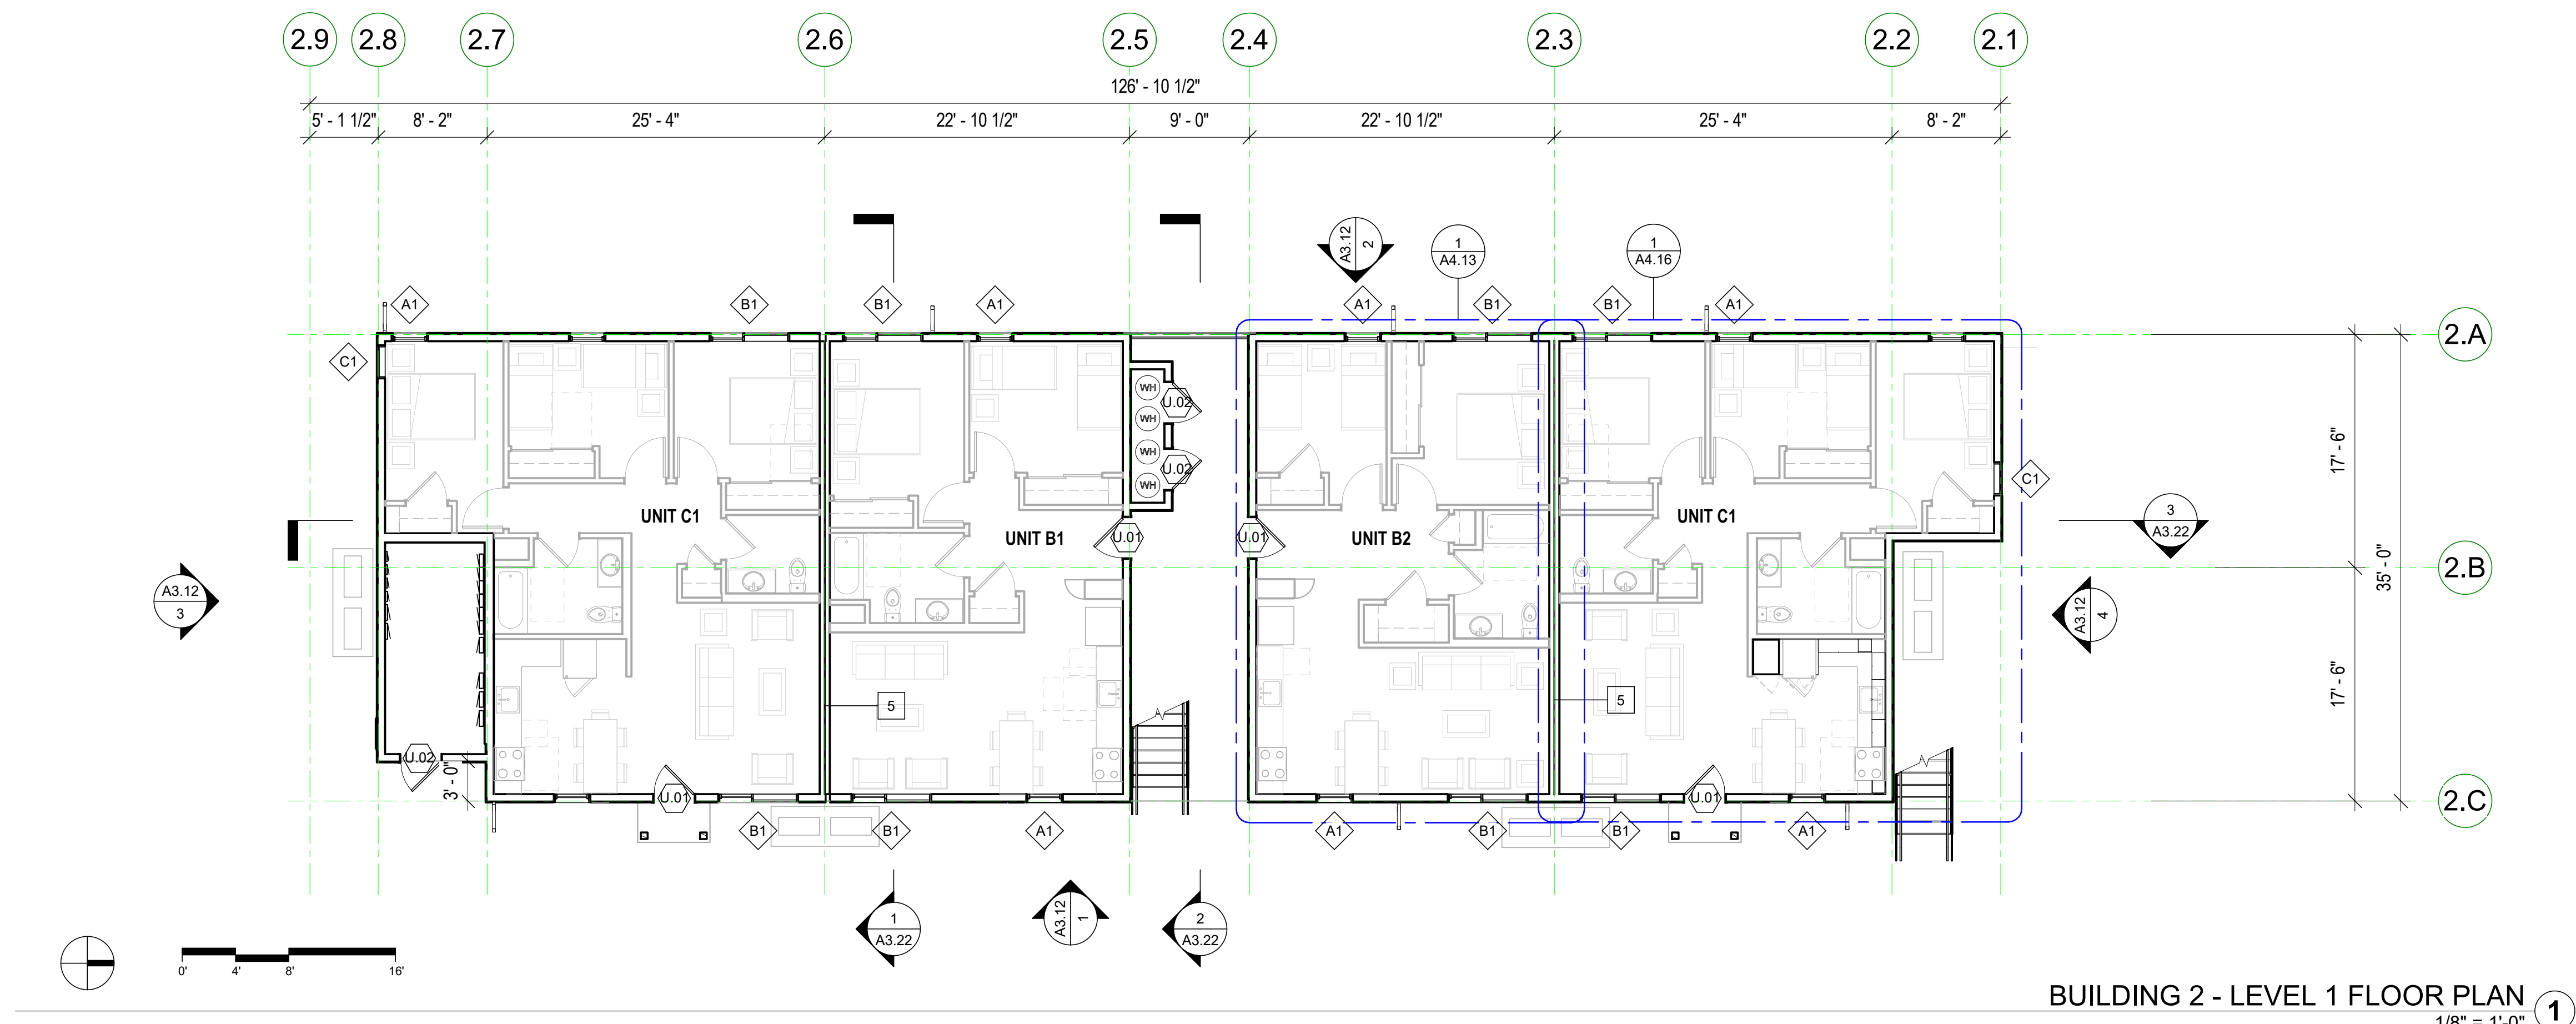 2.9 2.8 2.7 2.6 2.5 2.4 2.3 2.2 2.1
126' - 10 1/2"
5' - 1 1/2" 8' - 2" 25' - 4" 22' - 10 1/2" 9' - 0" 22' - 10 1/2" 25' - 4" 8' - 2"
A3.12 2
1 A4.13
1 A4.16
A1 B1 B1 A1 A1 B1 B1 A1
2.A
C1
WH
U.02
WH
WH
U.02
WH
17' - 6"
C1
UNIT C1
UNIT B1
UNIT B2
UNIT C1
3
A3.22
U.01
U.01
2.B
35' - 0"
A3.12
3
A3.12 4
17' - 6"
5
5
U.02
3' - 0"
U.01
U.01
2.C
B1 B1 A1 A1 B1 B1 A1
1
A3.22
A3.12 1
2
A3.22
0' 4' 8' 16'
BUILDING 2 - LEVEL 1 FLOOR PLAN
1
1/8" = 1'-0"